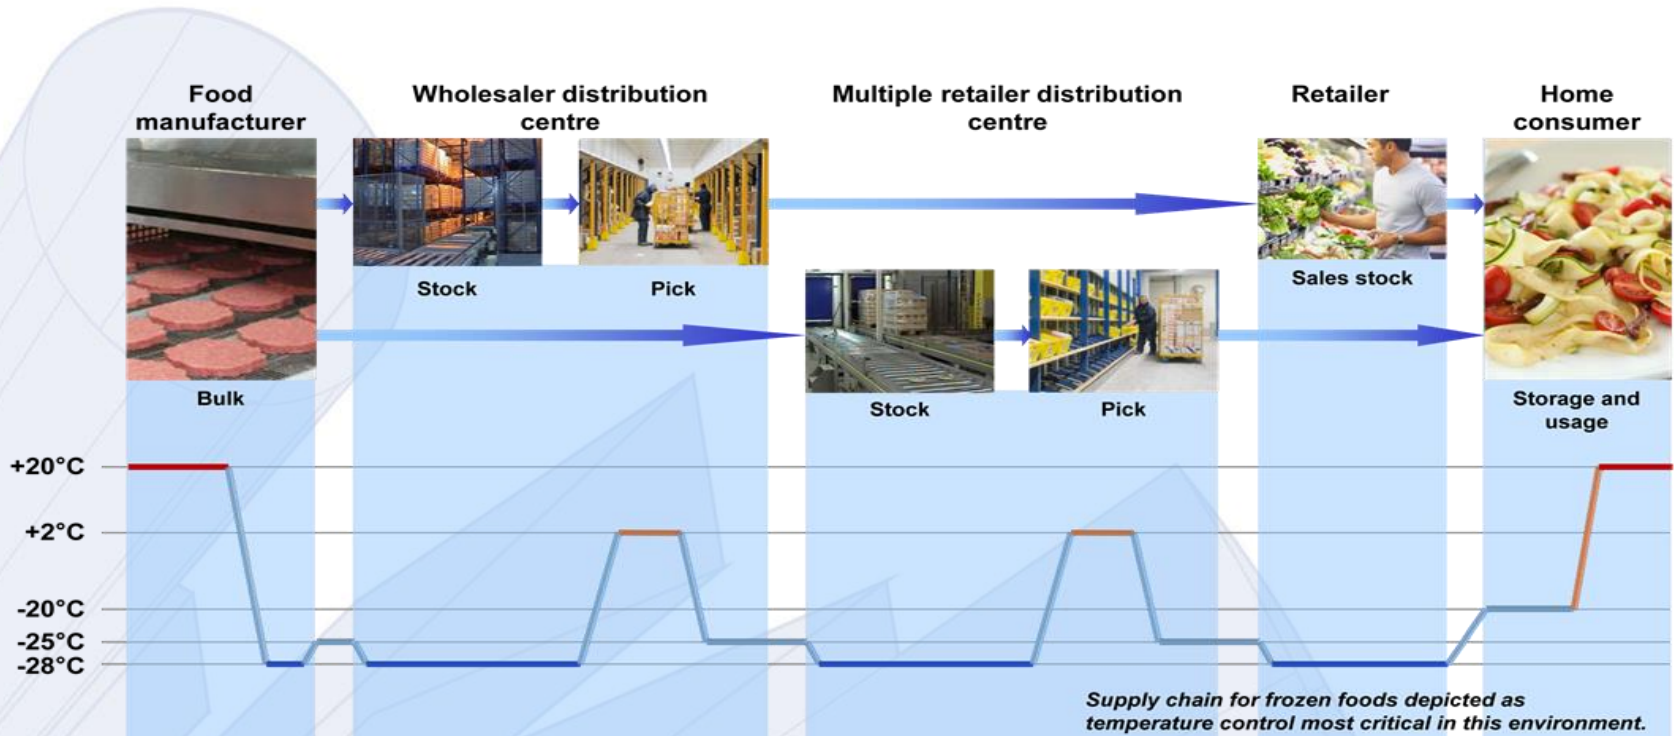 Food
manufacturer
Wholesaler distribution
centre
Multiple retailer distribution
centre
Retailer
Home
consumer
Stock
Pick
Sales stock
Bulk
Stock
Pick
Storage and
usage
+20°C
+2°C
-20°C
-25°C
-28°C
Supply chain for frozen foods depicted as
temperature control most critical in this environment.